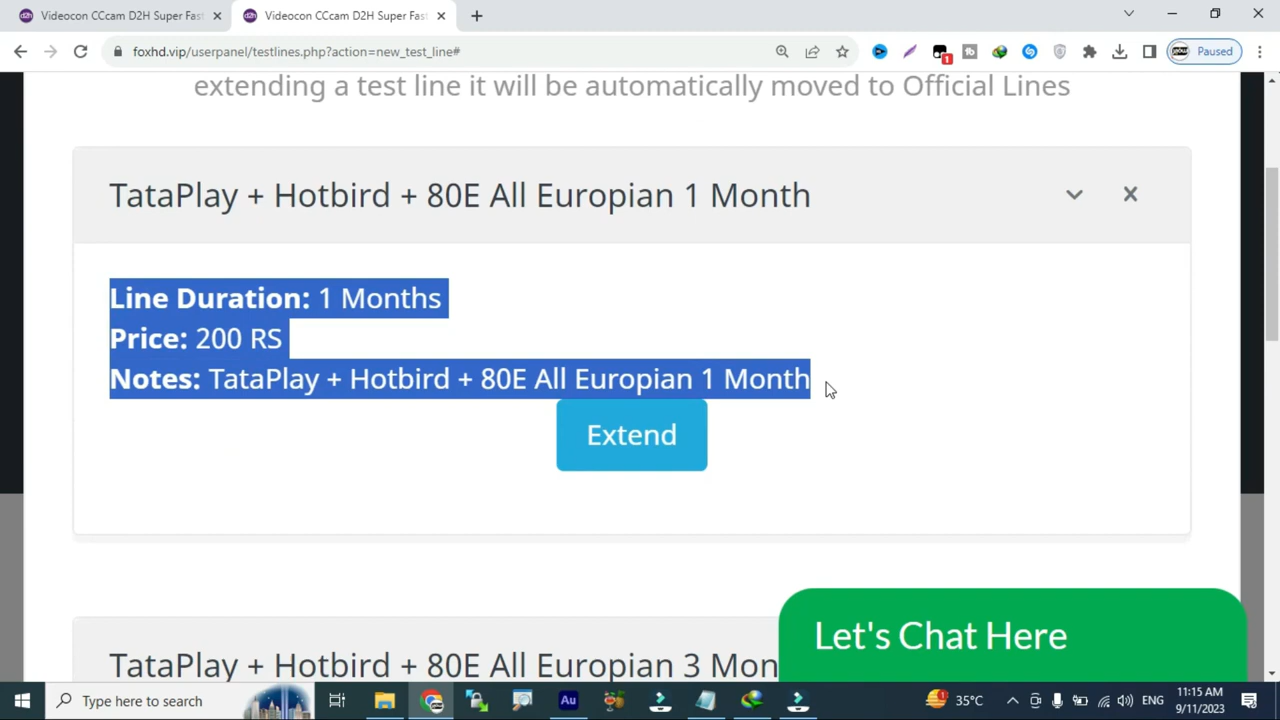 Videocon CCcam D2H Super Fast
Videocon CCcam D2H Super Fast
foxhd.vip/userpanel/testlines.php?action=new_test_line#
1
Paused
extending a test line it will be automatically moved to Official Lines
TataPlay + Hotbird + 80E All Europian 1 Month
Line Duration: 1 Months
Price: 200 RS
Notes: TataPlay + Hotbird + 80E All Europian 1 Month
Extend
TataPlay + Hotbird + 80E All Europian 3 Mon
Let's Chat Here
Type here to search
Au
1
35°C
ENG
11:15 AM
9/11/2023